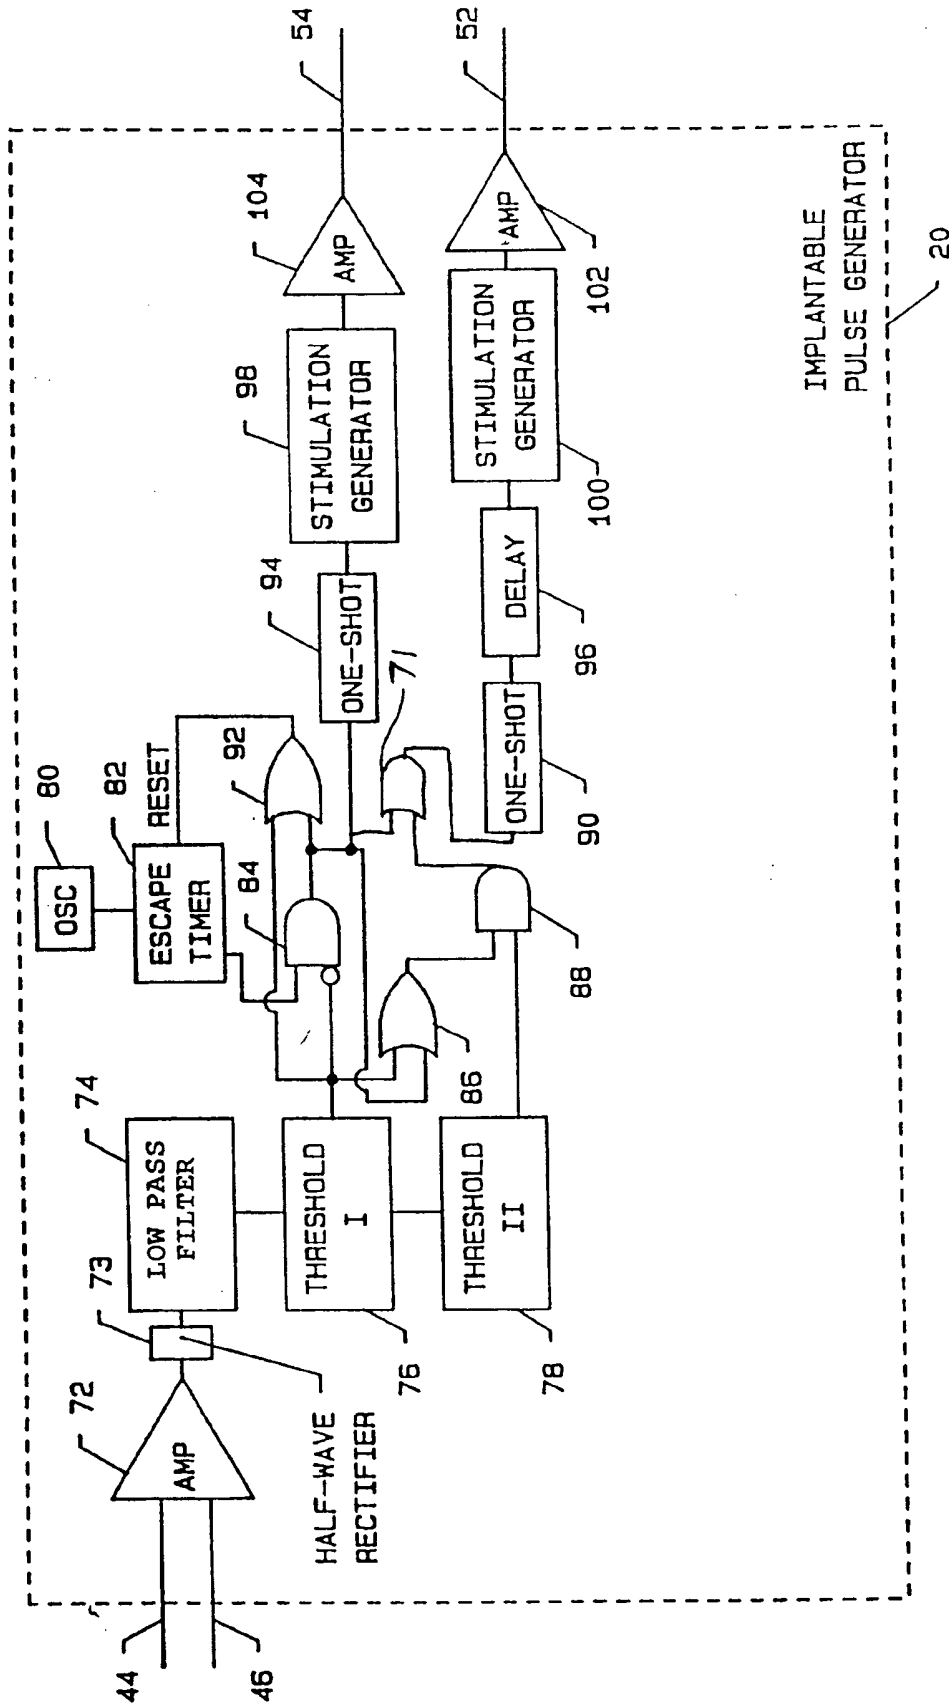 44
46
72
AMP
73
HALF-WAVE
RECTIFIER
74
LOW PASS
FILTER
THRESHOLD
I
76
THRESHOLD
II
78
80
OSC
82
ESCAPE
TIMER
RESET
84
86
88
92
71
94
ONE-SHOT
ONE-SHOT
90
DELAY
96
98
STIMULATION
GENERATOR
STIMULATION
GENERATOR
100
104
AMP
AMP
102
54
52
IMPLANTABLE
PULSE GENERATOR
20